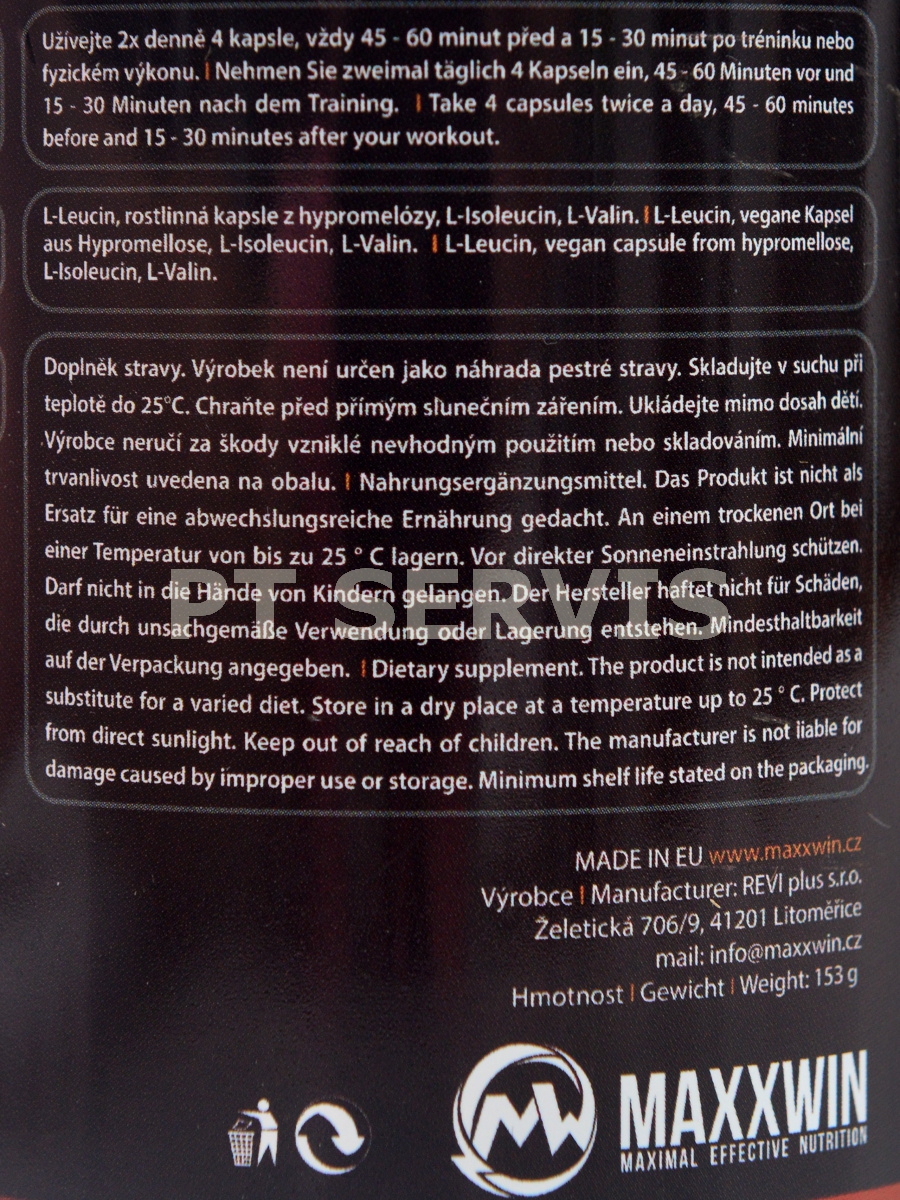 Užívejte 2x denně 4 kapsle, vždy 45 - 60 minut před a 15 - 30 minut po tréninku nebo
fyzickém výkonu. | Nehmen Sie zweimal täglich 4 Kapseln ein, 45 - 60 Minuten vor und
15 - 30 Minuten nach dem Training. | Take 4 capsules twice a day, 45 - 60 minutes
before and 15 - 30 minutes after your workout.
L-Leucin, rostlinná kapsle z hypromelózy, L-Isoleucin, L-Valin. | L-Leucin, vegane Kapsel
aus Hypromellose, L-Isoleucin, L-Valin. | L-Leucin, vegan capsule from hypromellose,
L-Isoleucin, L-Valin.
Doplněk stravy. Výrobek není určen jako náhrada pestré stravy. Skladujte v suchu při
teplotě do 25°C. Chraňte před přímým slunečním zářením. Ukládejte mimo dosah dětí.
Výrobce neručí za škody vzniklé nevhodným použitím nebo skladováním. Minimální
trvanlivost uvedena na obalu. | Nahrungsergänzungsmittel. Das Produkt ist nicht als
Ersatz für eine abwechslungsreiche Ernährung gedacht. An einem trockenen Ort bei
einer Temperatur von bis zu 25 ° C lagern. Vor direkter Sonneneinstrahlung schützen.
Darf nicht in die Hände von Kindern gelangen. Der Hersteller haftet nicht für Schäden,
PT SERVIS
die durch unsachgemäße Verwendung oder Lagerung entstehen. Mindesthaltbarkeit
auf der Verpackung angegeben. | Dietary supplement. The product is not intended as a
substitute for a varied diet. Store in a dry place at a temperature up to 25 ° C. Protect
from direct sunlight. Keep out of reach of children. The manufacturer is not liable for
damage caused by improper use or storage. Minimum shelf life stated on the packaging.
MADE IN EU www.maxxwin.cz
Výrobce | Manufacturer: REVI plus s.r.o.
Želetická 706/9, 41201 Litoměřice
mail: info@maxxwin.cz
Hmotnost | Gewicht | Weight: 153 g
MW
MAXXWIN
MAXIMAL EFFECTIVE NUTRITION